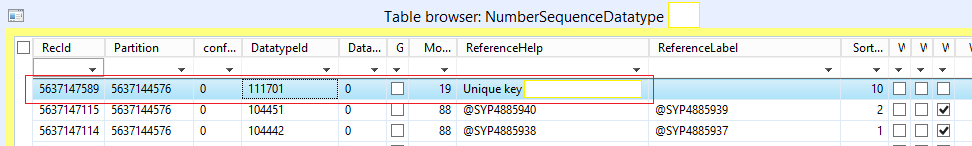 Table browser: NumberSequenceDatatype
RecId Partition conf... DatatypeId Data... G Mo... ReferenceHelp ReferenceLabel Sort... W W W W
5637147589 5637144576 0 111701 0 19 Unique key 10
5637147115 5637144576 0 104451 0 88 @SYP4885940 @SYP4885939 2
5637147114 5637144576 0 104442 0 88 @SYP4885938 @SYP4885937 1